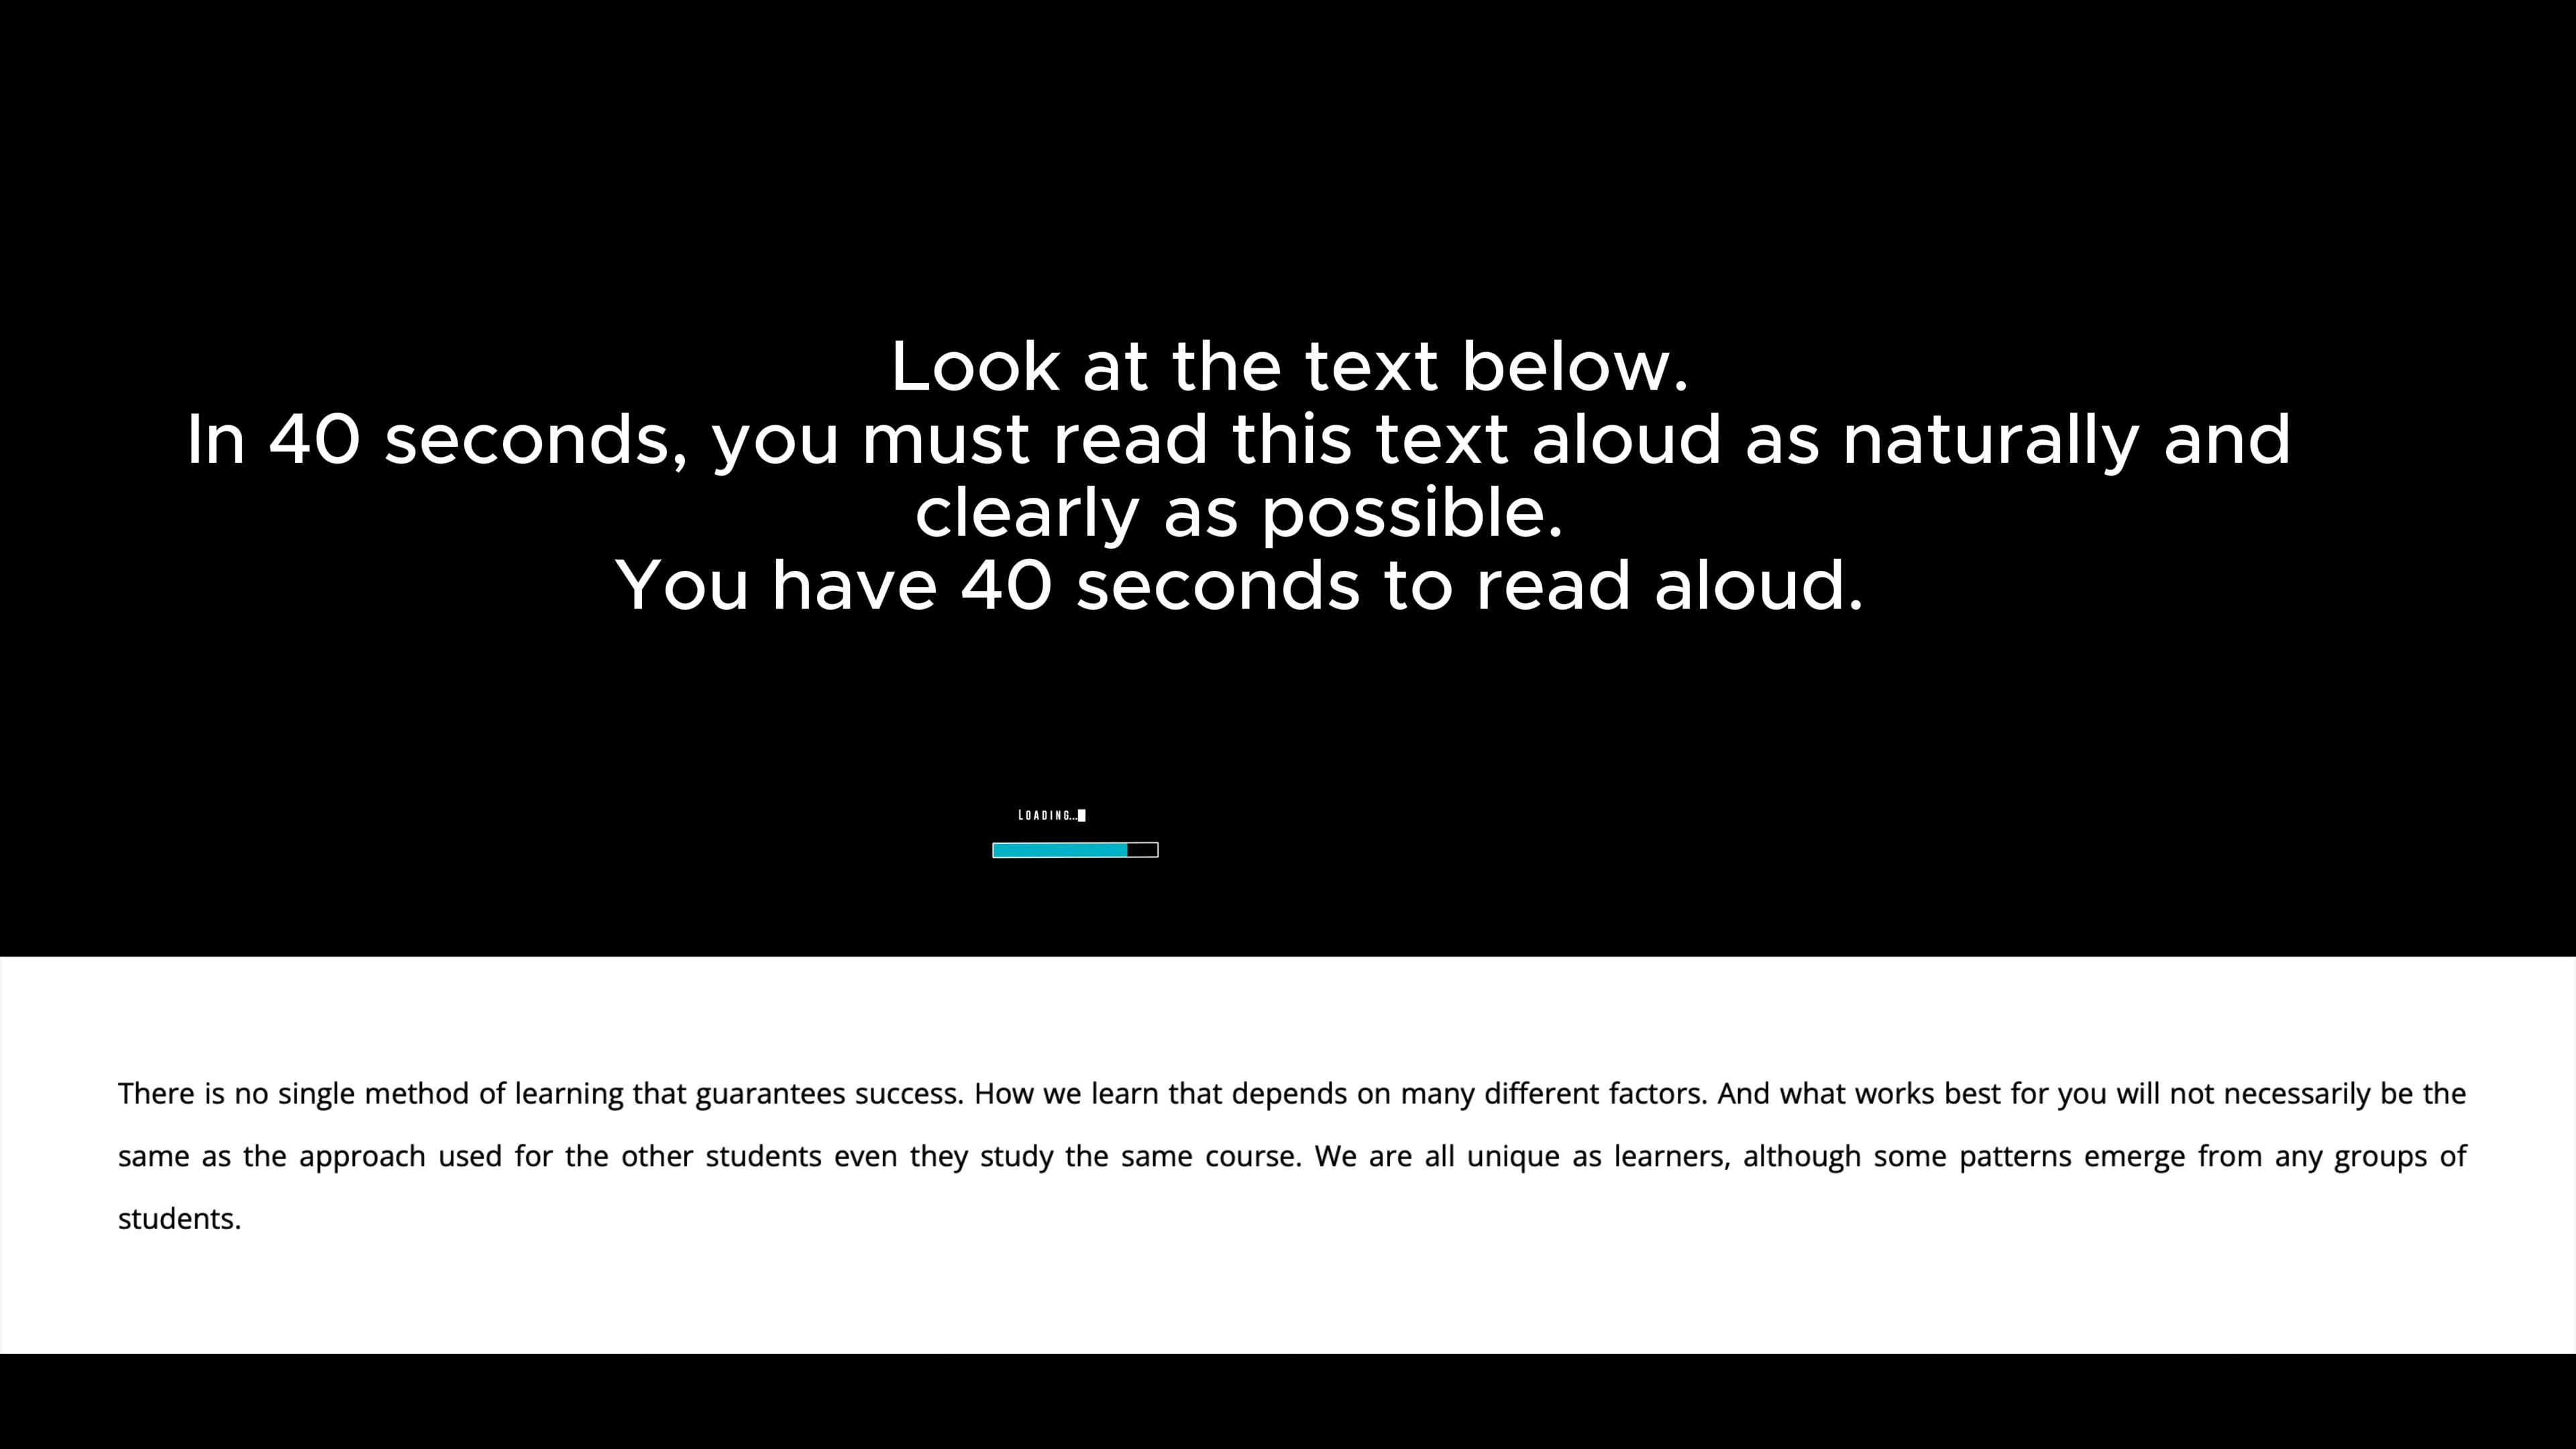 Look at the text below.
In 40 seconds, you must read this text aloud as naturally and
clearly as possible.
You have 40 seconds to read aloud.
Loading...
There is no single method of learning that guarantees success. How we learn that depends on many different factors. And what works best for you will not necessarily be the
same as the approach used for the other students even they study the same course. We are all unique as learners, although some patterns emerge from any groups of
students.